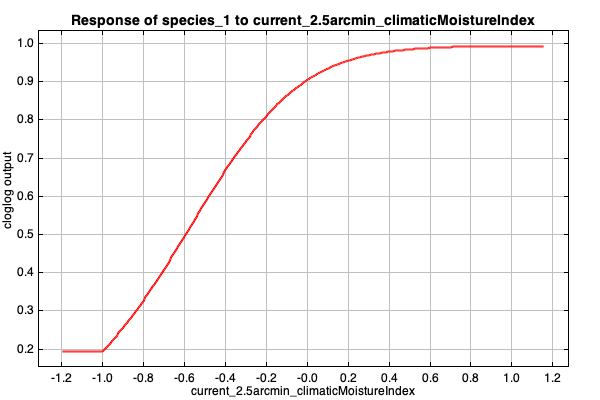 Response of species_1 to current_2.5arcmin_climaticMoistureIndex
1.0
0.9
0.8
0.7
0.6
0.5
0.4
0.3
0.2
cloglog output
-1.2 -1.0 -0.8 -0.6 -0.4 -0.2 -0.0 0.2 0.4 0.6 0.8 1.0 1.2
current_2.5arcmin_climaticMoistureIndex